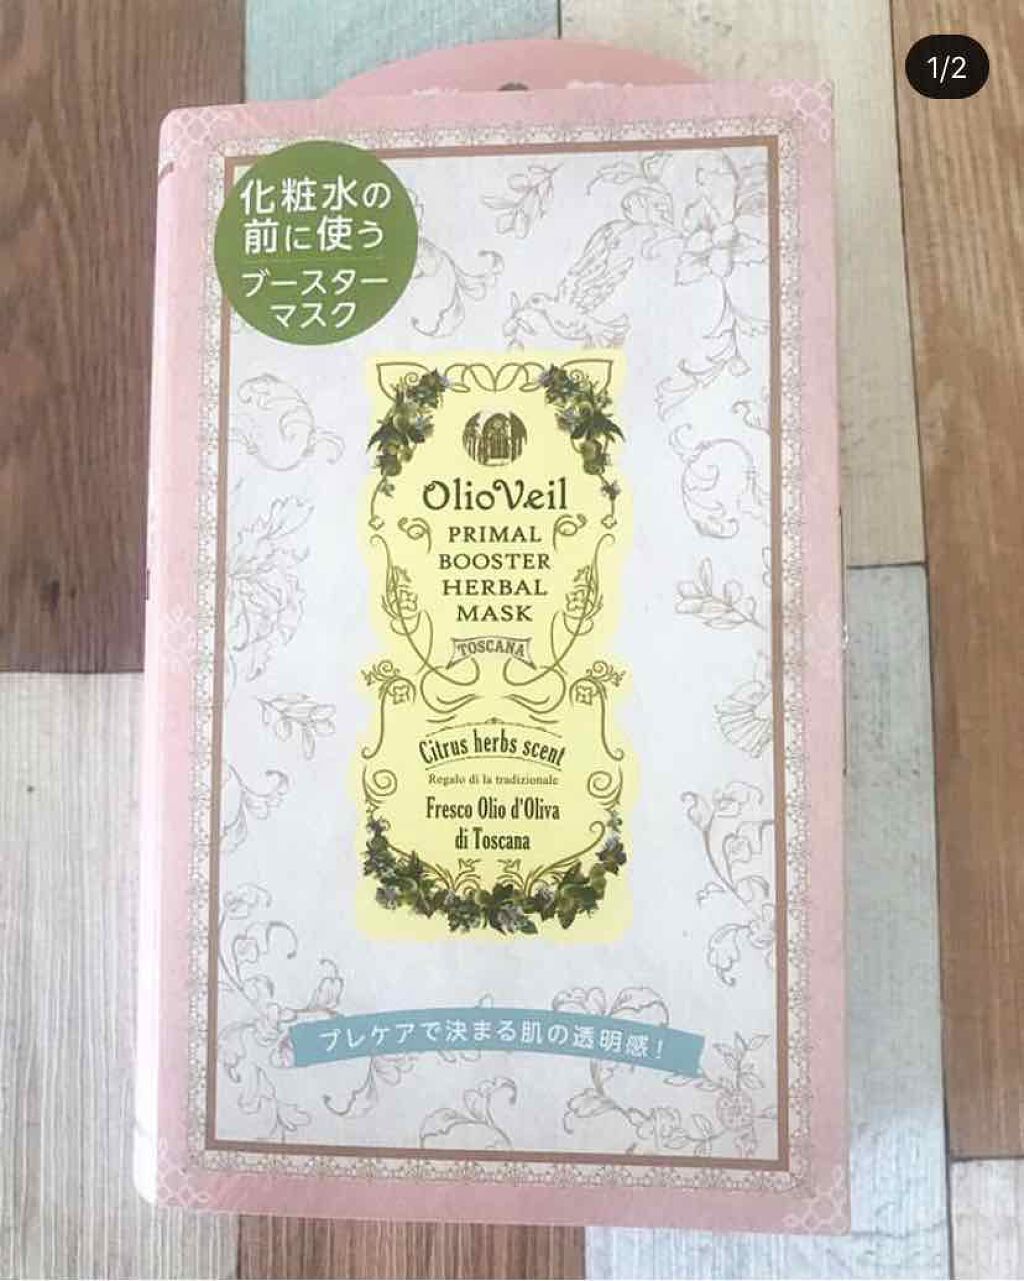 1/2
化粧水の
前に使う
ブースター
マスク
OlioVeil
PRIMAL
BOOSTER
HERBAL
MASK
TOSCANA
Citrus herbs scent
Regalo di la tradizionale
Fresco Olio d'Oliva
di Toscana
プレケアで決まる肌の透明感!